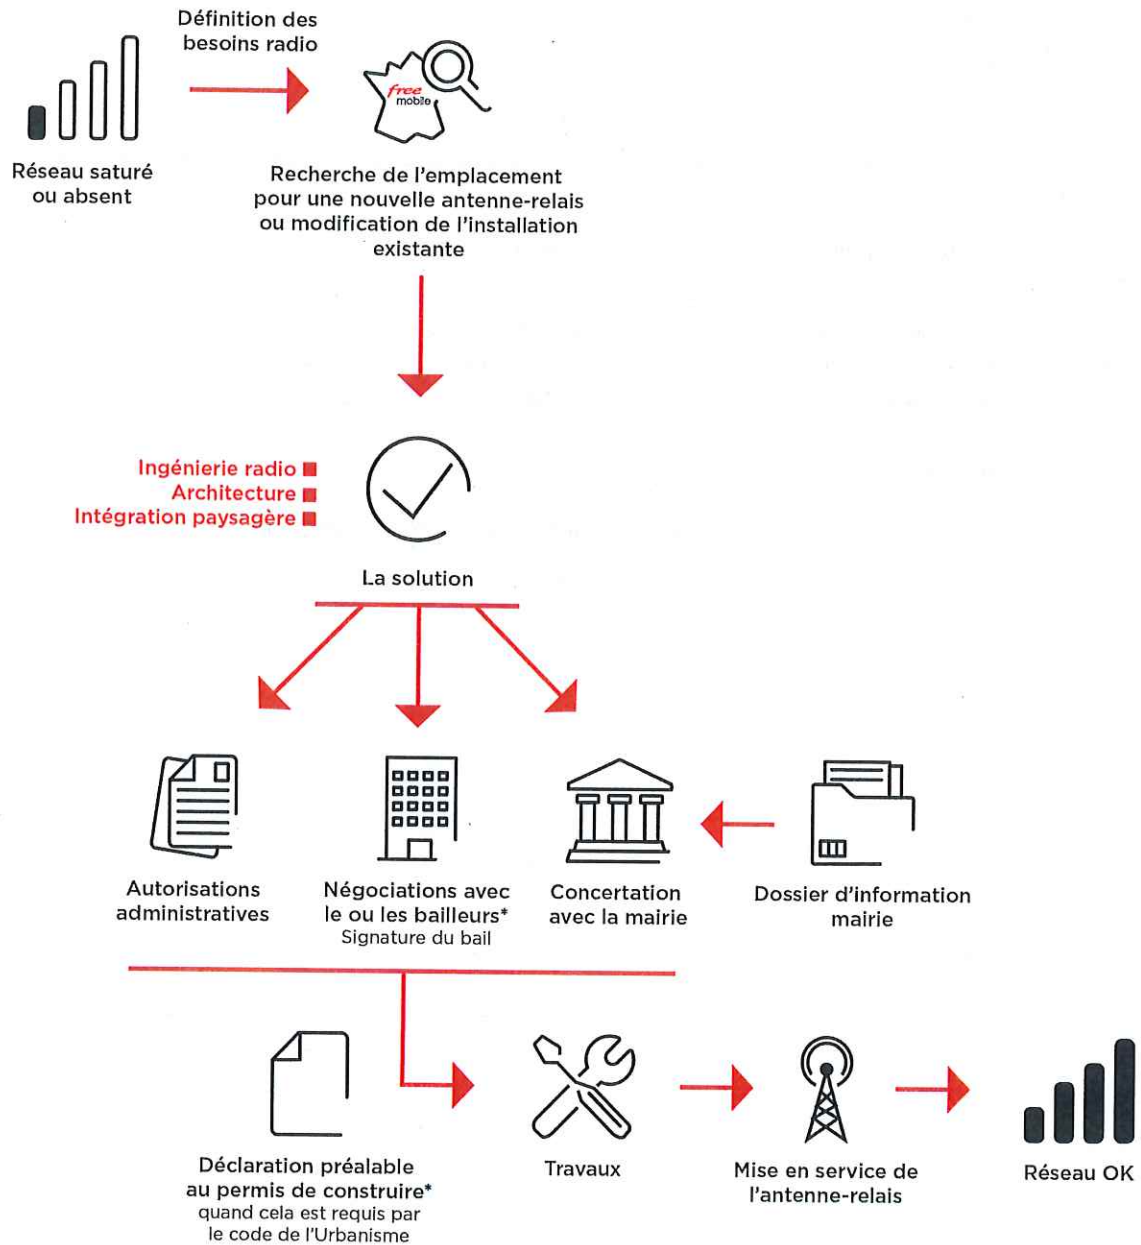 Définition des
besoins radio
free
mobile
Réseau saturé
ou absent
Recherche de l'emplacement
pour une nouvelle antenne-relais
ou modification de l'installation
existante
Ingénierie radio
Architecture
Intégration paysagère
La solution
Autorisations
administratives
Négociations avec
le ou les bailleurs*
Signature du bail
Concertation
avec la mairie
Dossier d'information
mairie
Déclaration préalable
au permis de construire*
quand cela est requis par
le code de l'Urbanisme
Travaux
Mise en service de
l'antenne-relais
Réseau OK